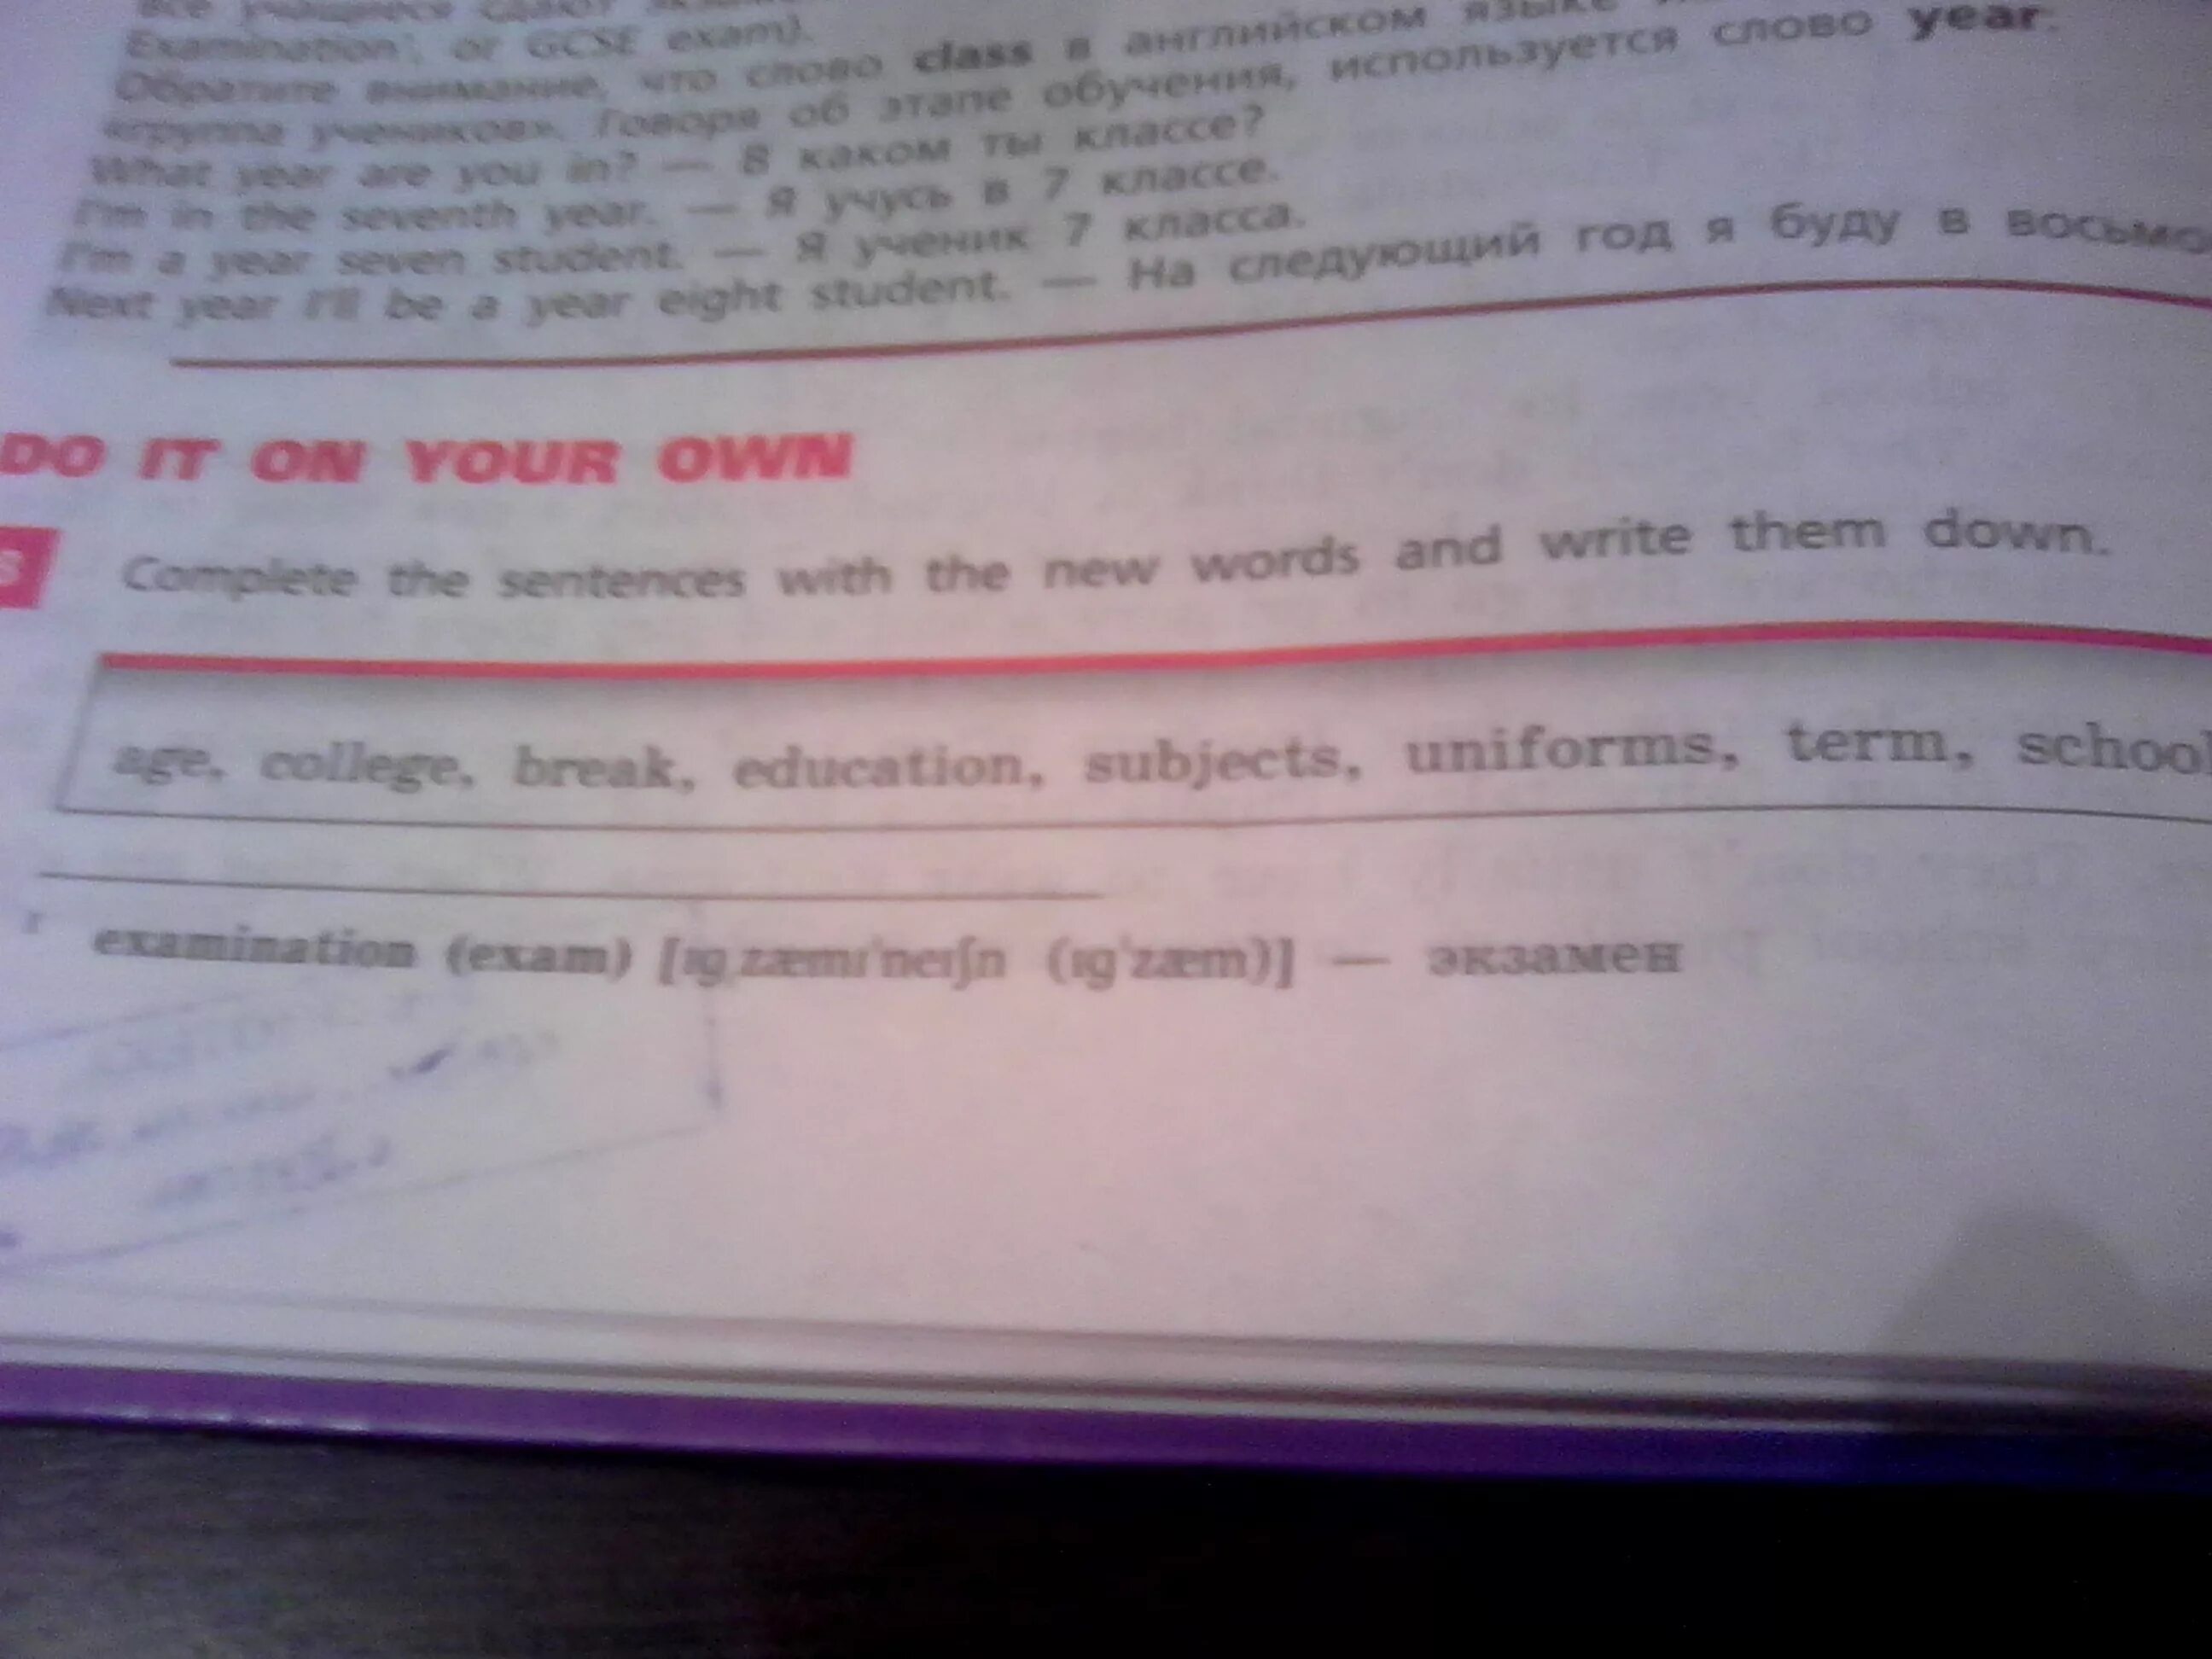 Все учащиеся сдают
Examination', or GCSE exam).
Обратите внимание, что слово class в английском языке
«группа учеников». Говоря об этапе обучения, используется слово year.
What year are you in? — В каком ты классе?
I'm in the seventh year. — Я учусь в 7 классе.
I'm a year seven student. — Я ученик 7 класса.
Next year I'll be a year eight student. — На следующий год я буду в
DO IT ON YOUR OWN
Complete the sentences with the new words and write them down.
age, college, break, education, subjects, uniforms, term, school
examination (exam) [ɪɡˌzæmɪˈneɪʃn (ɪɡˈzæm)] — экзамен